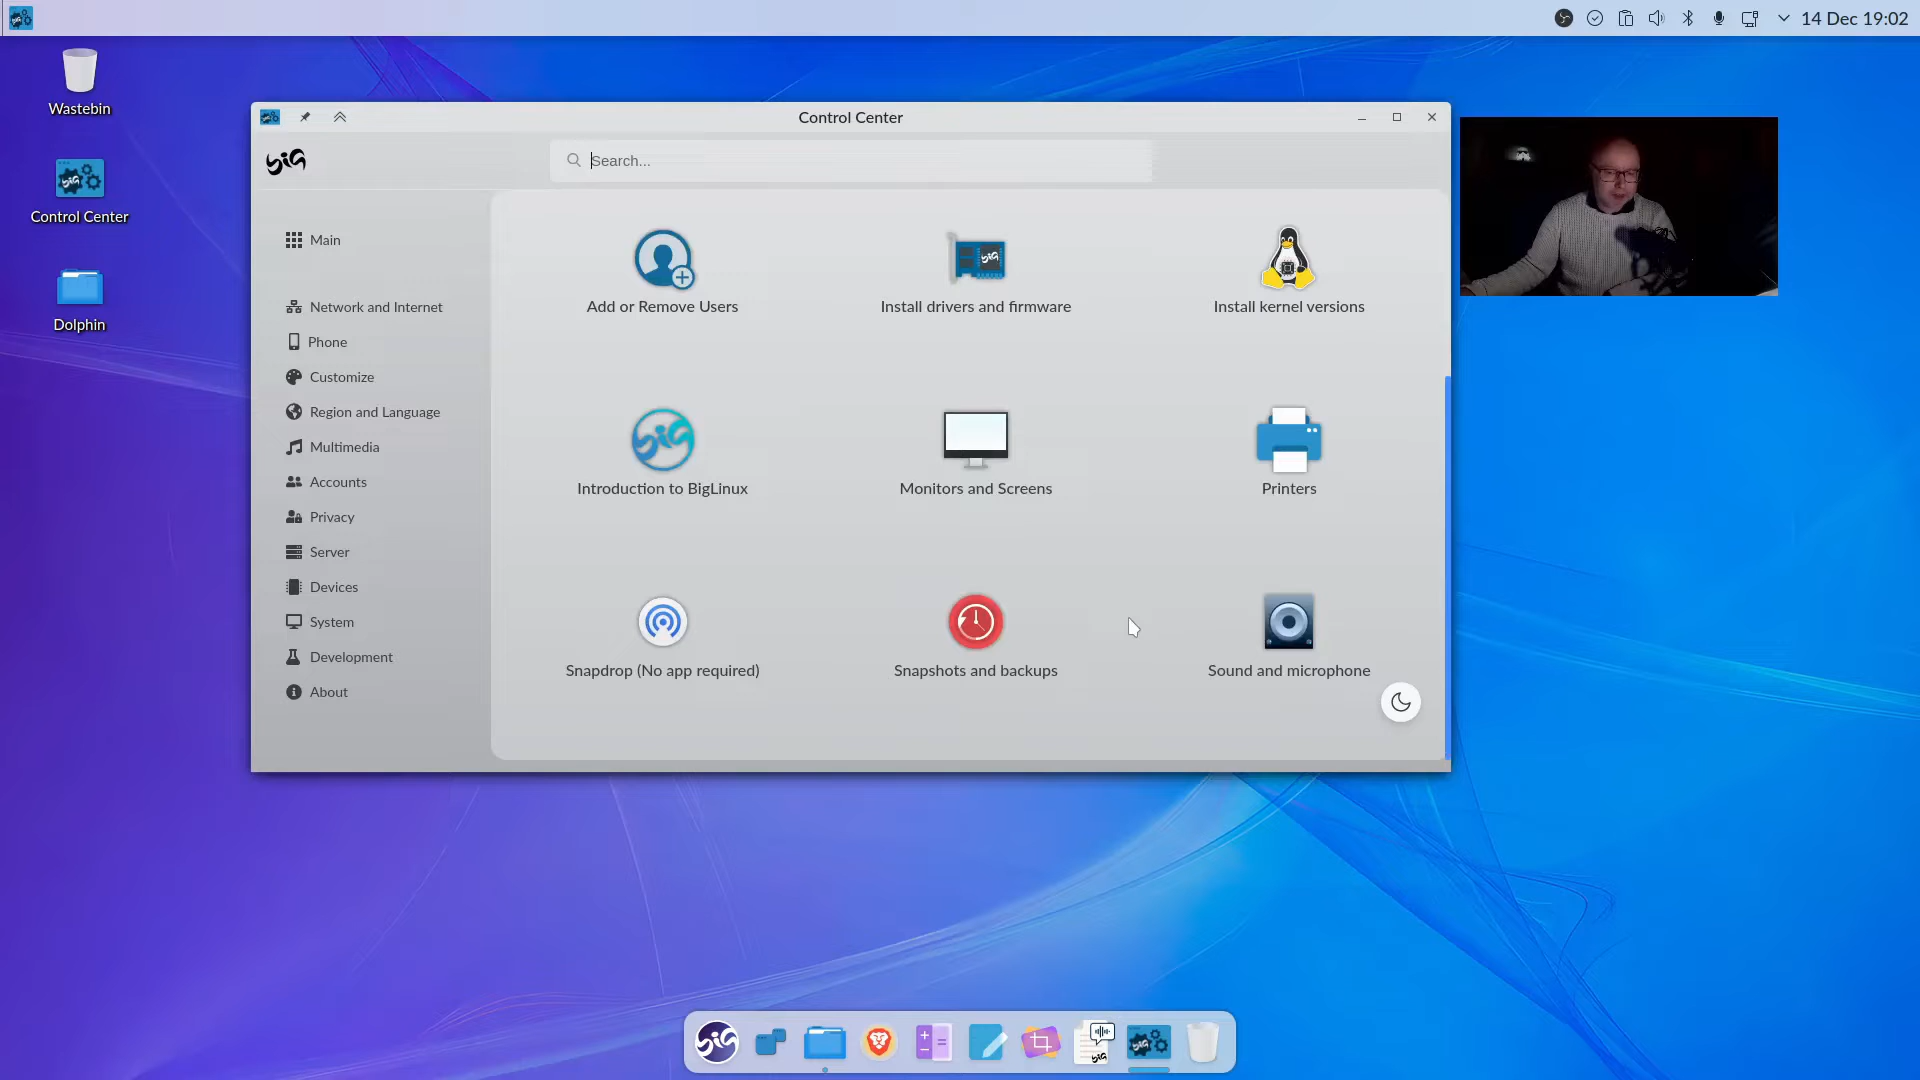 14 Dec 19:02
Wastebin
Control Center
Dolphin
Control Center
big
Search...
Main
Network and Internet
Phone
Customize
Region and Language
Multimedia
Accounts
Privacy
Server
Devices
System
Development
About
Add or Remove Users
Install drivers and firmware
Install kernel versions
Introduction to BigLinux
Monitors and Screens
Printers
Snapdrop (No app required)
Snapshots and backups
Sound and microphone